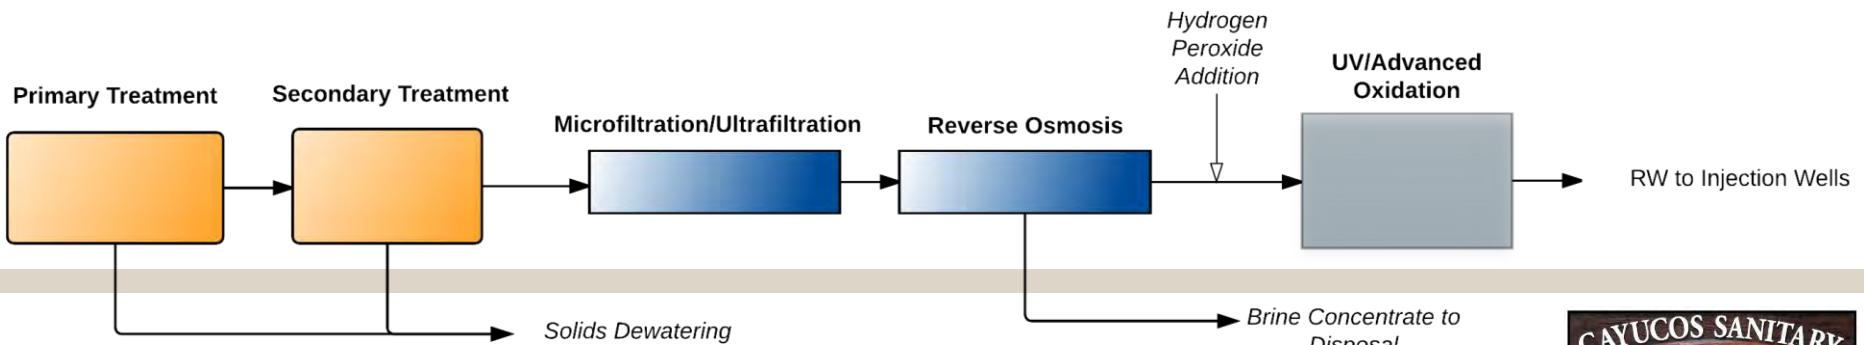 Hydrogen
Peroxide
Addition
UV/Advanced
Oxidation
Primary Treatment
Secondary Treatment
Microfiltration/Ultrafiltration
Reverse Osmosis
RW to Injection Wells
Solids Dewatering
Brine Concentrate to
Disposal
CAYUCOS SANITARY